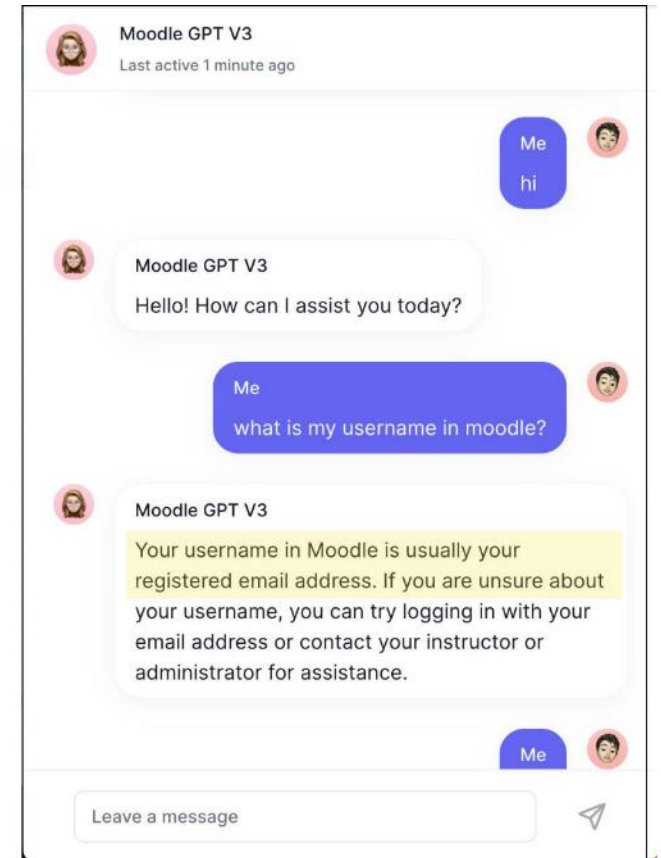 Moodle GPT V3
Last active 1 minute ago
Me
hi
Moodle GPT V3
Hello! How can I assist you today?
Me
what is my username in moodle?
Moodle GPT V3
Your username in Moodle is usually your
registered email address. If you are unsure about
your username, you can try logging in with your
email address or contact your instructor or
administrator for assistance.
Me
Leave a message